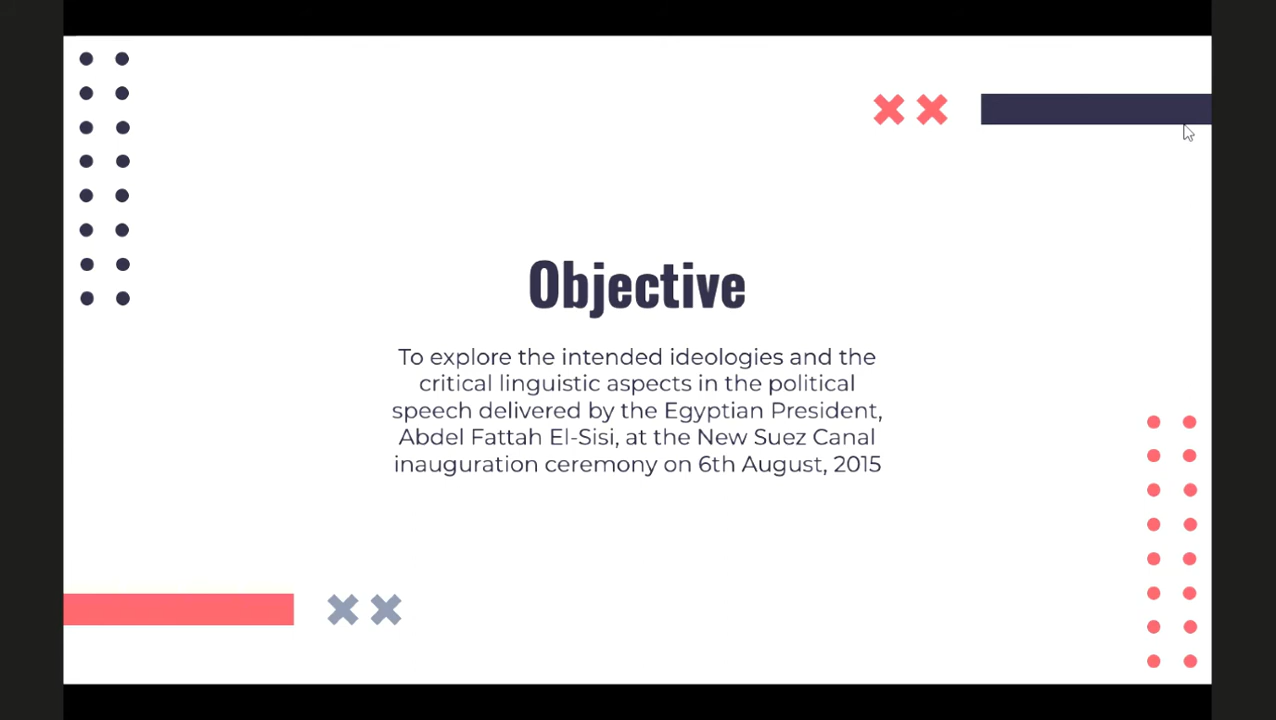 Objective
To explore the intended ideologies and the
critical linguistic aspects in the political
speech delivered by the Egyptian President,
Abdel Fattah El-Sisi, at the New Suez Canal
inauguration ceremony on 6th August, 2015